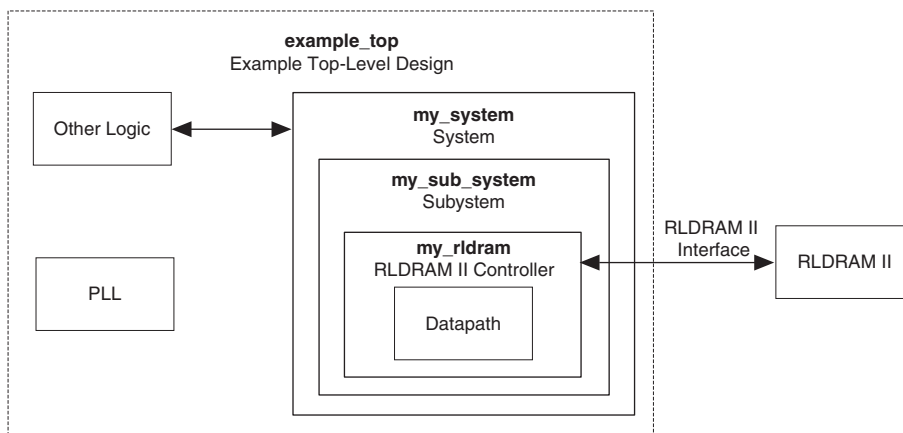 example_top
Example Top-Level Design
Other Logic
my_system
System
my_sub_system
Subystem
my_rldram
RLDRAM II Controller
Datapath
PLL
RLDRAM II
Interface
RLDRAM II